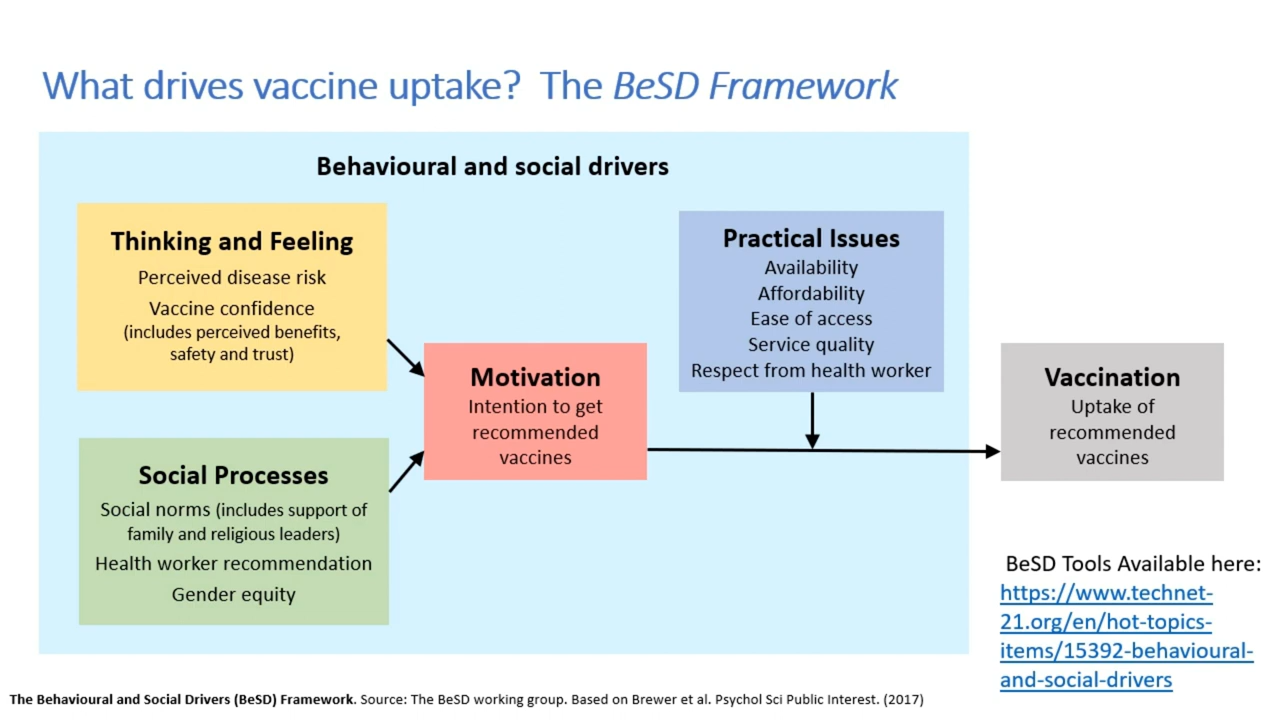 What drives vaccine uptake? The BeSD Framework
Behavioural and social drivers
Thinking and Feeling
Perceived disease risk
Vaccine confidence
(includes perceived benefits,
safety and trust)
Social Processes
Social norms (includes support of
family and religious leaders)
Health worker recommendation
Gender equity
Motivation
Intention to get
recommended
vaccines
Practical Issues
Availability
Affordability
Ease of access
Service quality
Respect from health worker
Vaccination
Uptake of
recommended
vaccines
BeSD Tools Available here:
https://www.technet-
21.org/en/hot-topics-
items/15392-behavioural-
and-social-drivers
The Behavioural and Social Drivers (BeSD) Framework. Source: The BeSD working group. Based on Brewer et al. Psychol Sci Public Interest. (2017)